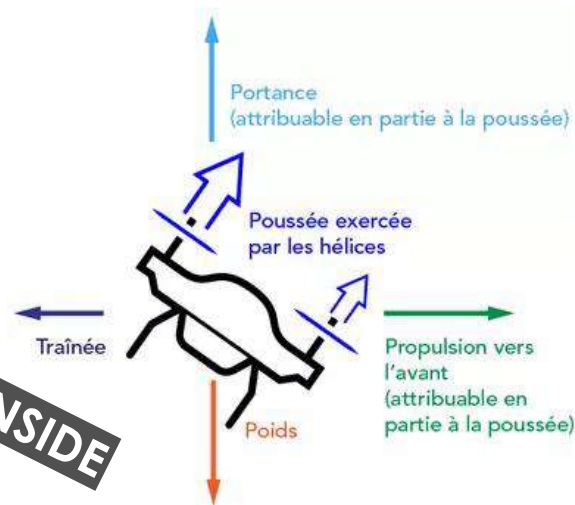 Portance
(attribuable en partie à la poussée)
Poussée exercée
par les hélices
Traînée
Propulsion vers
l'avant
(attribuable en
partie à la poussée)
Poids
NSIDE